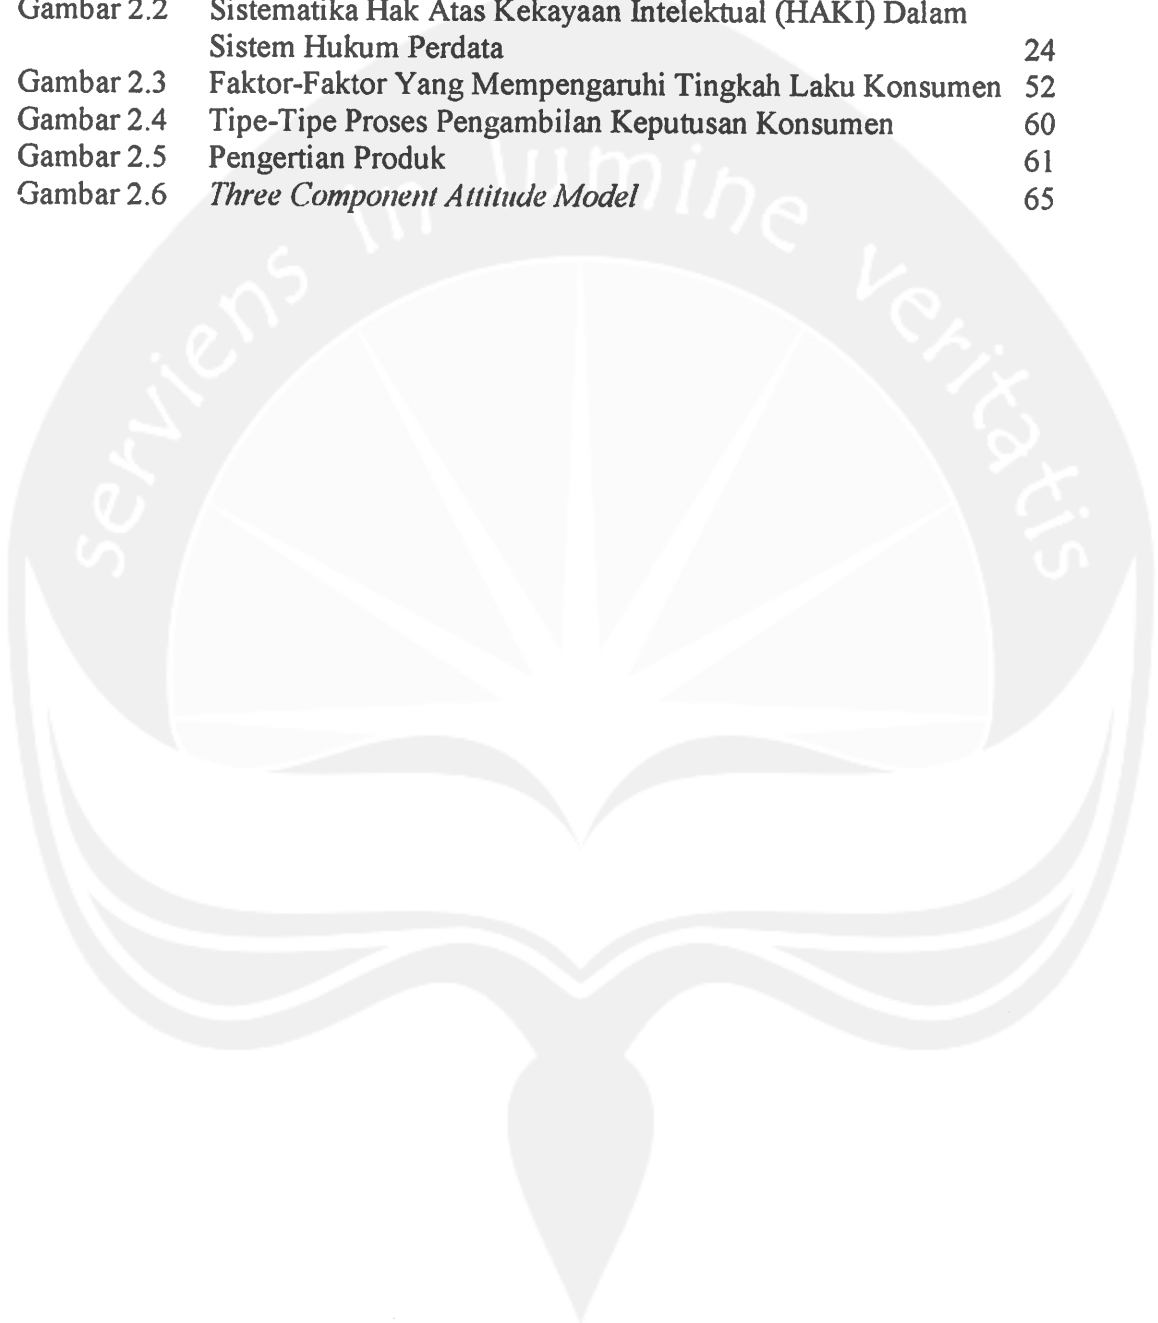 Gambar 2.2 Sistematika Hak Atas Kekayaan Intelektual (HAKI) Dalam
Sistem Hukum Perdata 24
Gambar 2.3 Faktor-Faktor Yang Mempengaruhi Tingkah Laku Konsumen 52
Gambar 2.4 Tipe-Tipe Proses Pengambilan Keputusan Konsumen 60
Gambar 2.5 Pengertian Produk 61
Gambar 2.6 Three Component Attitude Model 65
serviens in lumine veritatis